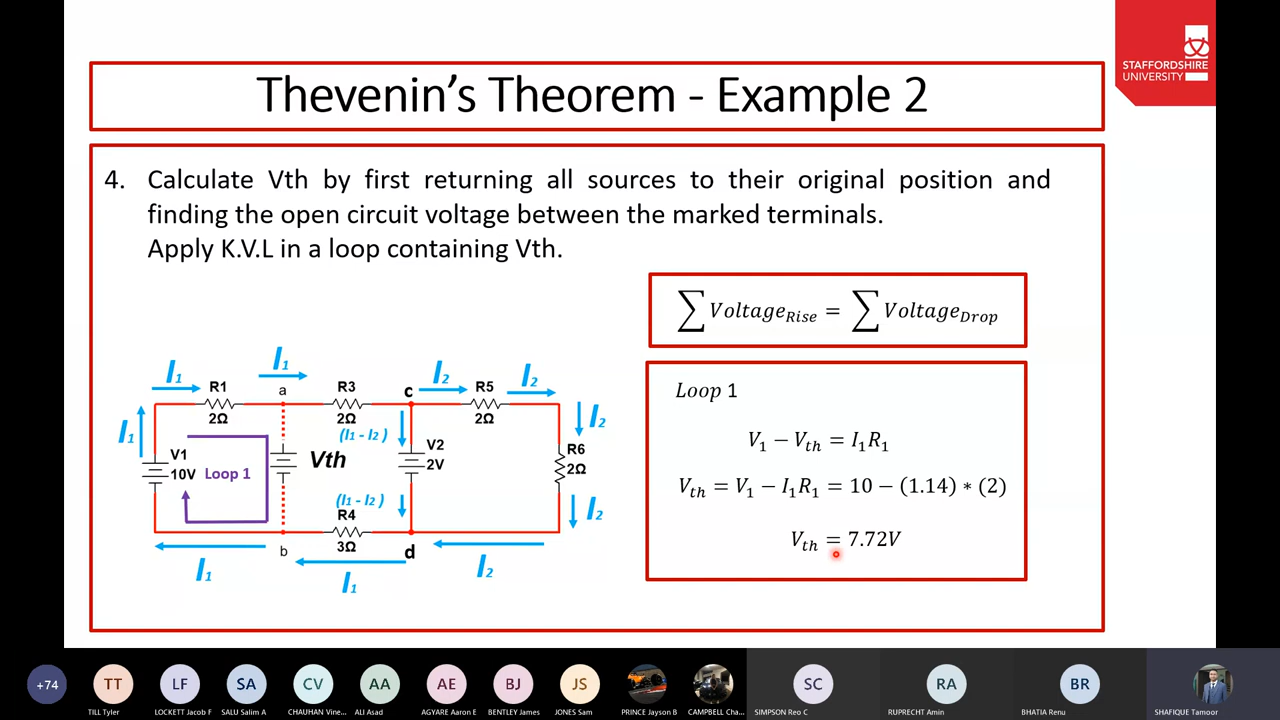 STAFFORDSHIRE
UNIVERSITY
Thevenin's Theorem - Example 2
4. Calculate Vth by first returning all sources to their original position and
finding the open circuit voltage between the marked terminals.
Apply K.V.L in a loop containing Vth.
∑ Voltage_Rise = ∑ Voltage_Drop
Loop 1
V₁ − V_th = I₁R₁
V_th = V₁ − I₁R₁ = 10 − (1.14) ∗ (2)
V_th = 7.72V
I₁
I₁
I₂
I₂
R1
a
R3
c
R5
2Ω
2Ω
2Ω
I₁
(I₁ - I₂)
I₂
V1
10V
Loop 1
Vth
V2
2V
R6
2Ω
(I₁ - I₂)
I₂
R4
3Ω
b
d
I₁
I₁
I₂
+74
TT
LF
SA
CV
AA
AE
BJ
JS
SC
RA
BR
TILL Tyler
LOCKETT Jacob F
SALU Salim A
CHAUHAN Vine...
ALI Asad
AGYARE Aaron E
BENTLEY James
JONES Sam
PRINCE Jayson B
CAMPBELL Cha...
SIMPSON Reo C
RUPRECHT Amin
BHATIA Renu
SHAFIQUE Tamoor